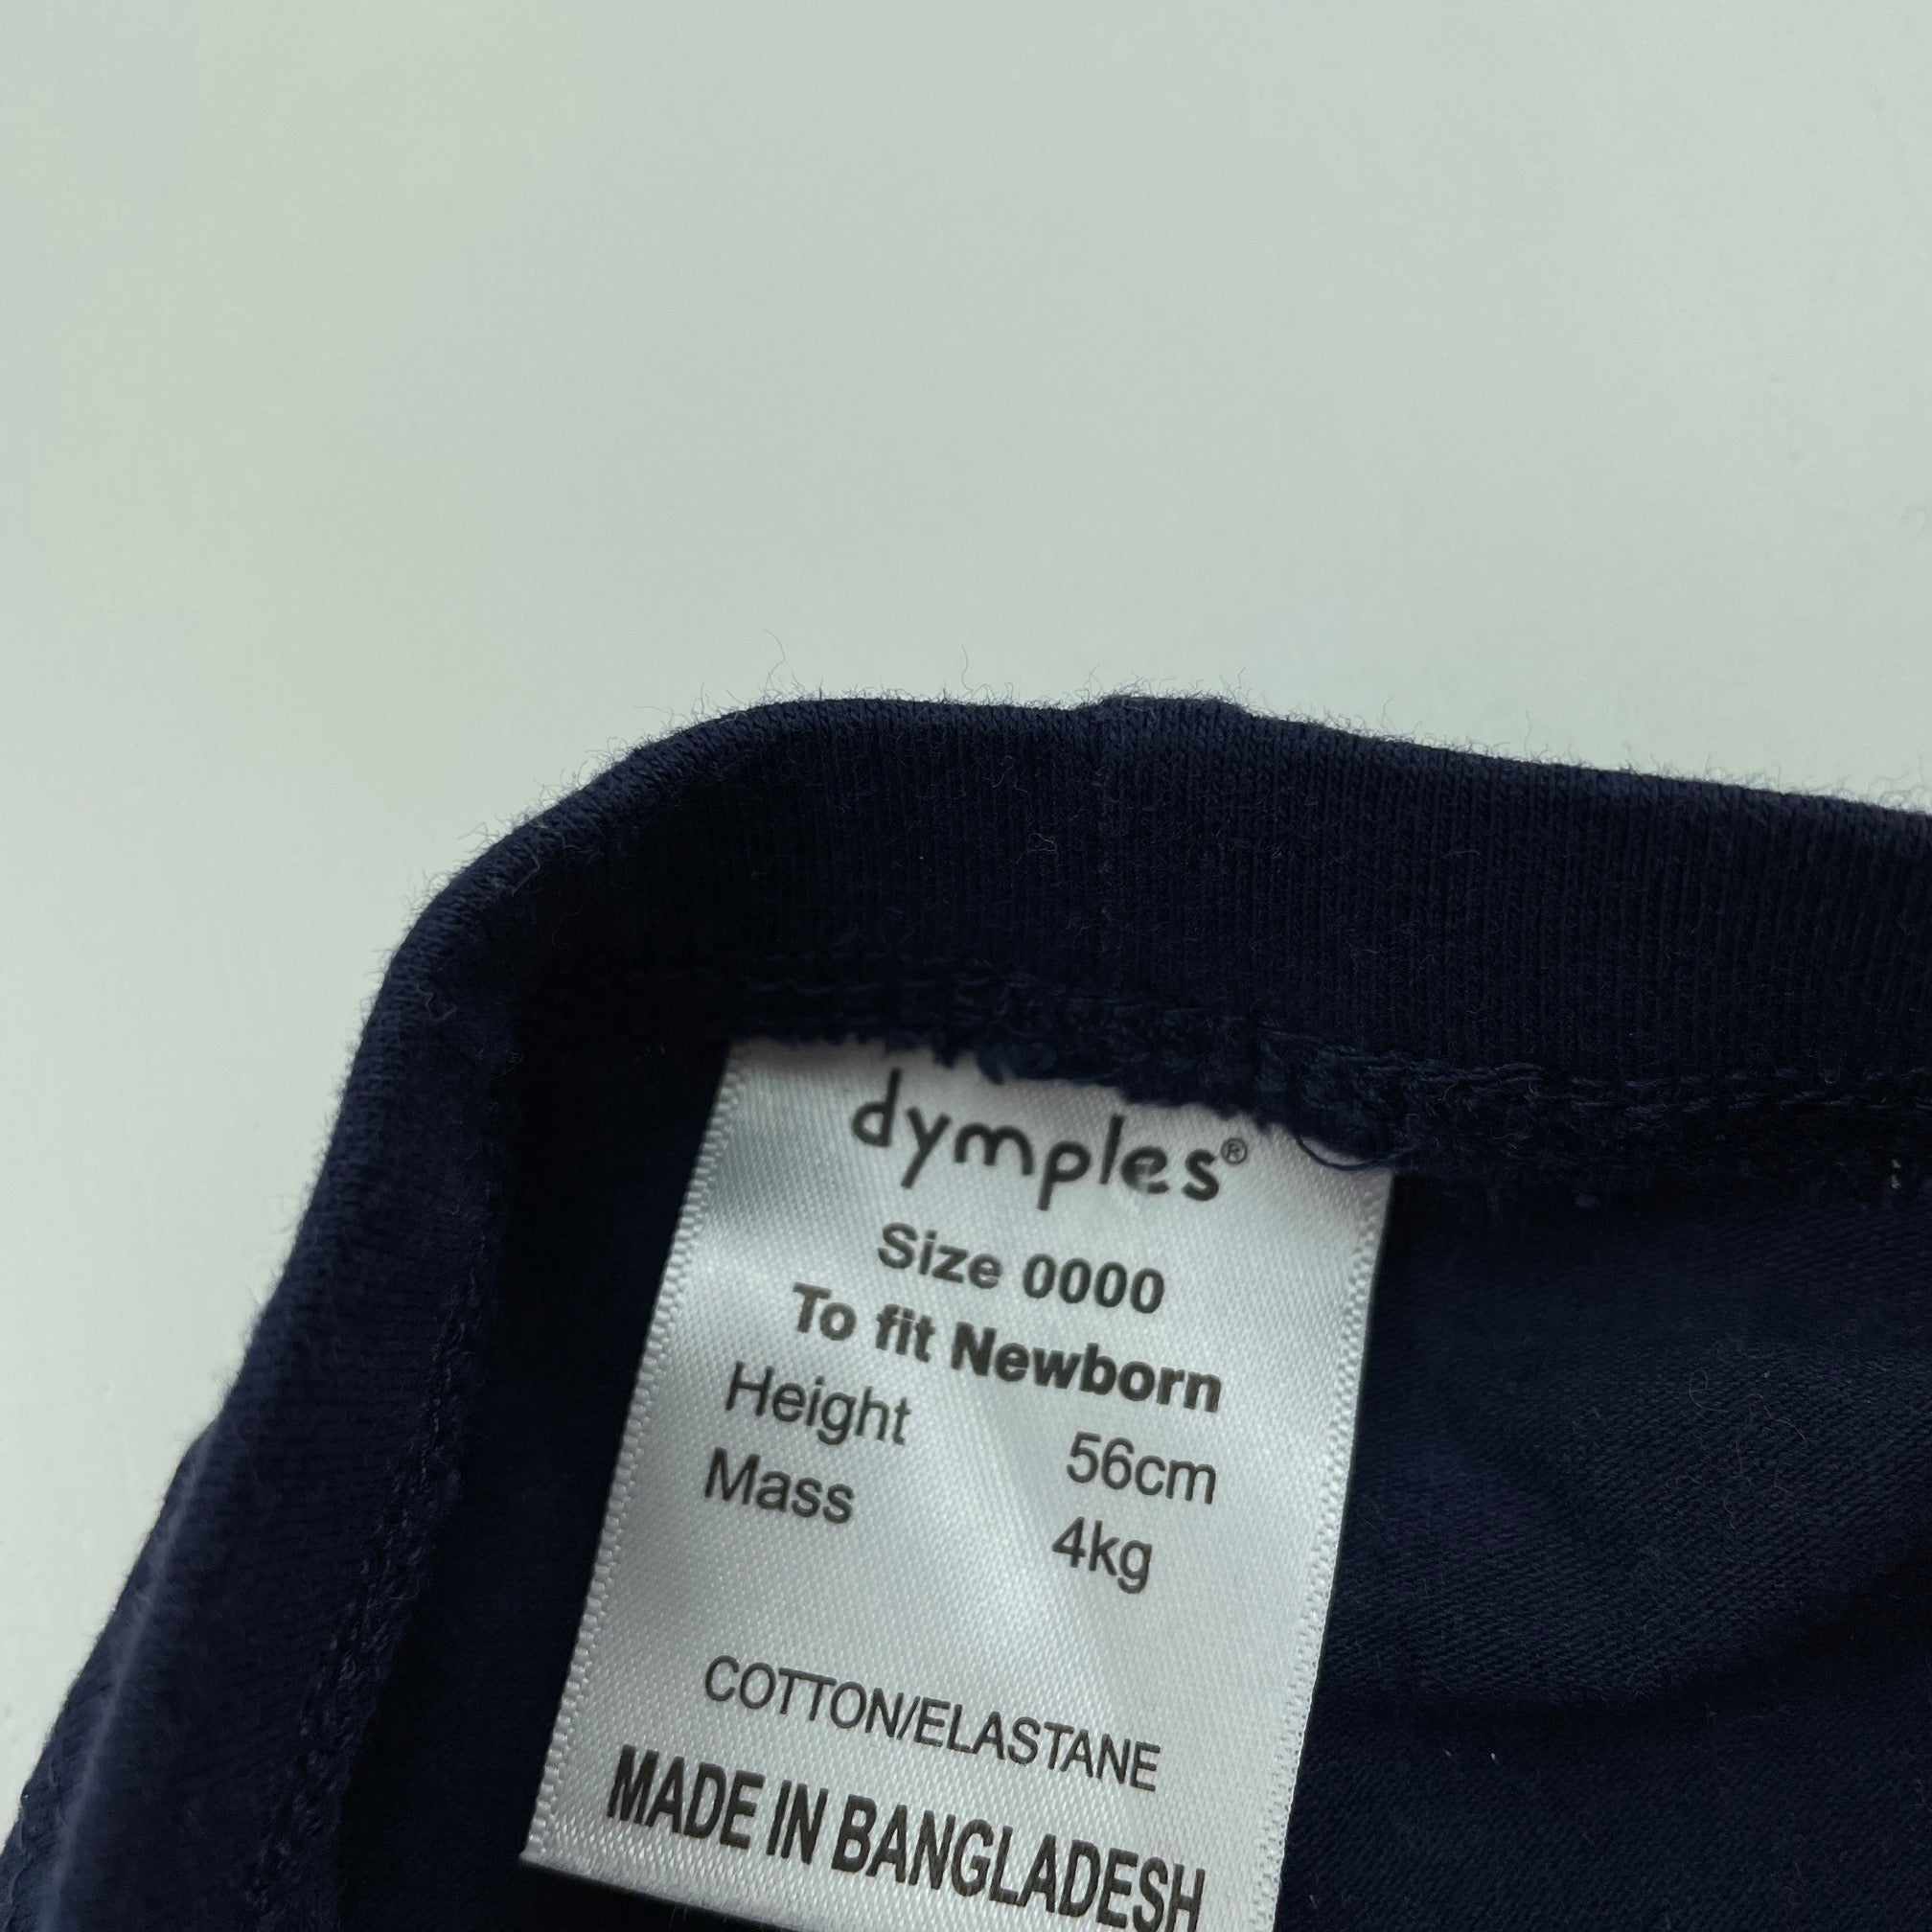 dymples®
Size 0000
To fit Newborn
Height 56cm
Mass 4kg
COTTON/ELASTANE
MADE IN BANGLADESH